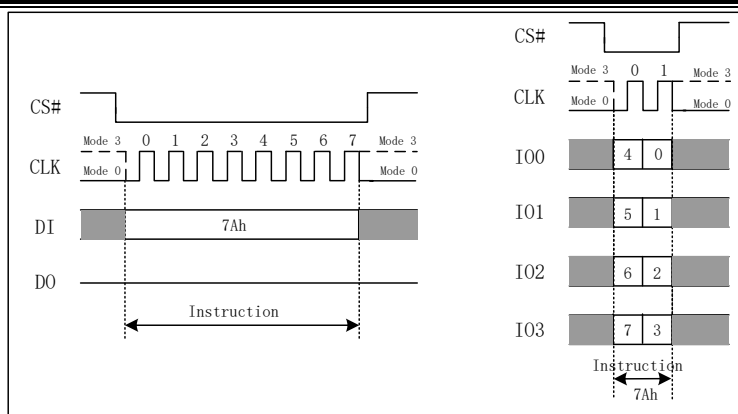 CS#
Mode 3 0 1 2 3 4 5 6 7 Mode 3
CLK
Mode 0 Mode 0
DI 7Ah
DO
Instruction
CS#
Mode 3 0 1 Mode 3
CLK
Mode 0 Mode 0
IO0 4 0
IO1 5 1
IO2 6 2
IO3 7 3
Instruction
7Ah